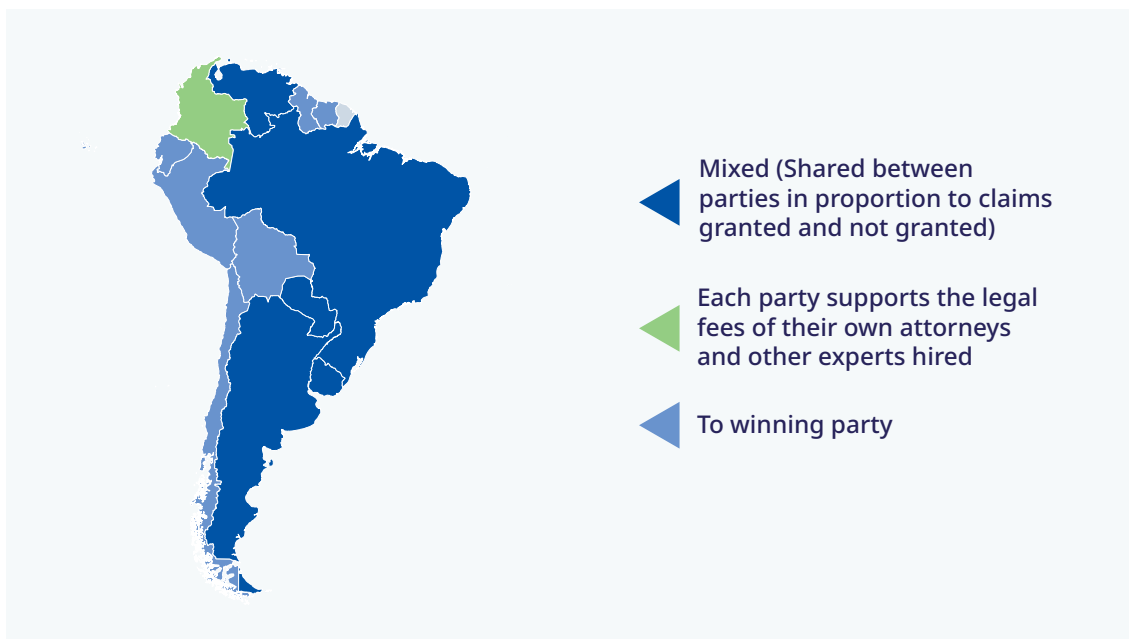 Mixed (Shared between
parties in proportion to claims
granted and not granted)
Each party supports the legal
fees of their own attorneys
and other experts hired
To winning party